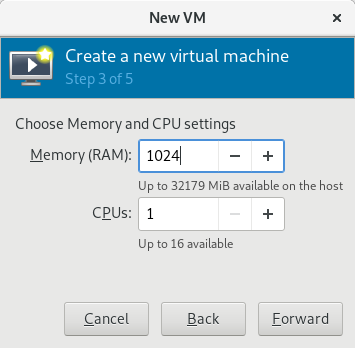 New VM
Create a new virtual machine
Step 3 of 5
Choose Memory and CPU settings
Memory (RAM): 1024
Up to 32179 MiB available on the host
CPUs: 1
Up to 16 available
Cancel Back Forward